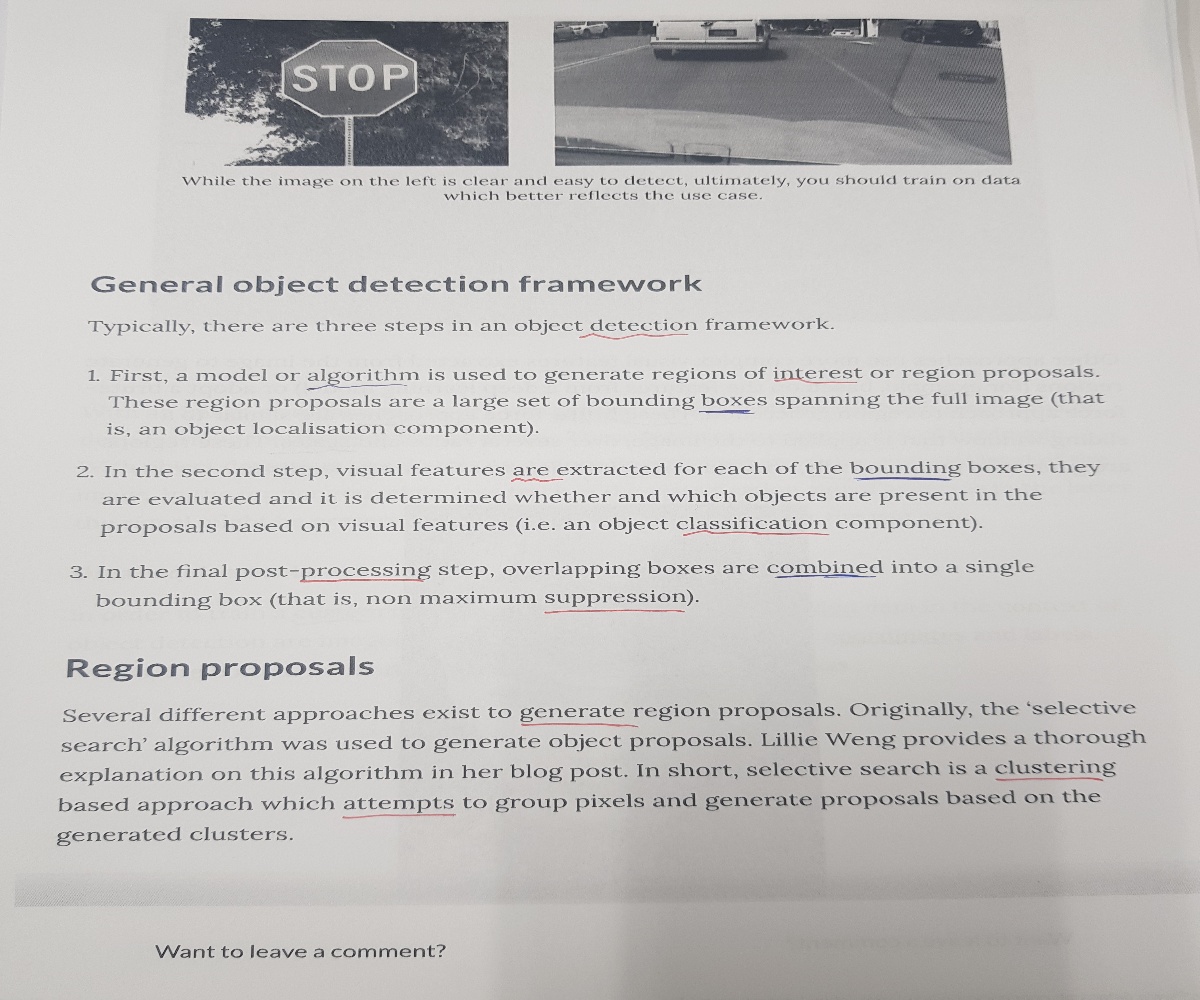 STOP
While the image on the left is clear and easy to detect, ultimately, you should train on data
which better reflects the use case.
General object detection framework
Typically, there are three steps in an object detection framework.
1. First, a model or algorithm is used to generate regions of interest or region proposals.
These region proposals are a large set of bounding boxes spanning the full image (that
is, an object localisation component).
2. In the second step, visual features are extracted for each of the bounding boxes, they
are evaluated and it is determined whether and which objects are present in the
proposals based on visual features (i.e. an object classification component).
3. In the final post-processing step, overlapping boxes are combined into a single
bounding box (that is, non maximum suppression).
Region proposals
Several different approaches exist to generate region proposals. Originally, the ‘selective
search’ algorithm was used to generate object proposals. Lillie Weng provides a thorough
explanation on this algorithm in her blog post. In short, selective search is a clustering
based approach which attempts to group pixels and generate proposals based on the
generated clusters.
Want to leave a comment?